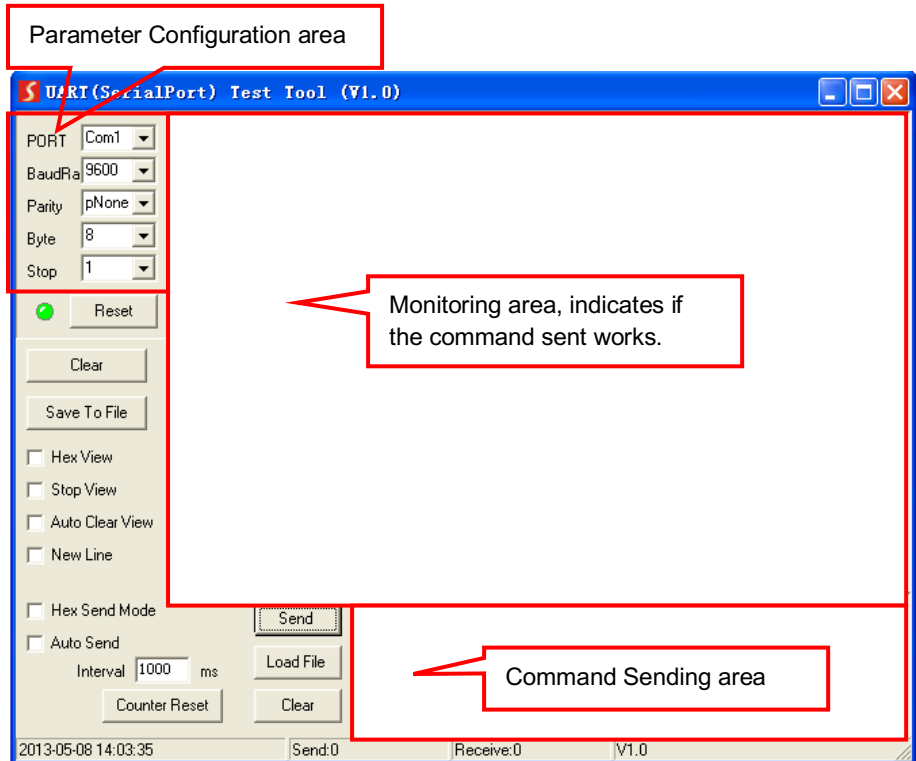 Parameter Configuration area
UART(SerialPort) Test Tool (V1.0)
PORT Com1
BaudRa 9600
Parity pNone
Byte 8
Stop 1
Reset
Monitoring area, indicates if
the command sent works.
Clear
Save To File
Hex View
Stop View
Auto Clear View
New Line
Hex Send Mode
Send
Auto Send
Interval 1000 ms
Load File
Command Sending area
Counter Reset
Clear
2013-05-08 14:03:35 Send:0 Receive:0 V1.0